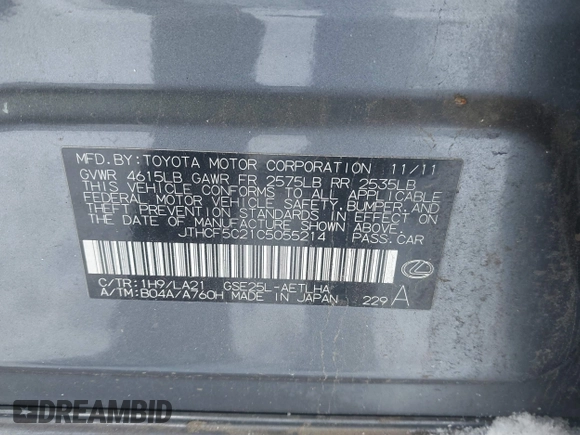 MFD.BY:TOYOTA MOTOR CORPORATION 11/11
GVWR 4615LB GAWR FR 2575LB RR 2535LB
THIS VEHICLE CONFORMS TO ALL APPLICABLE
FEDERAL MOTOR VEHICLE SAFETY,BUMPER,AND
THEFT PREVENTION STANDARDS IN EFFECT ON
THE DATE OF MANUFACTURE SHOWN ABOVE.
JTHCF5C21C5055214 PASS.CAR
C/TR:1H9/LA21 GSE25L-AETLHA
A/TM:B04A/A760H MADE IN JAPAN 229 A
DREAMBID